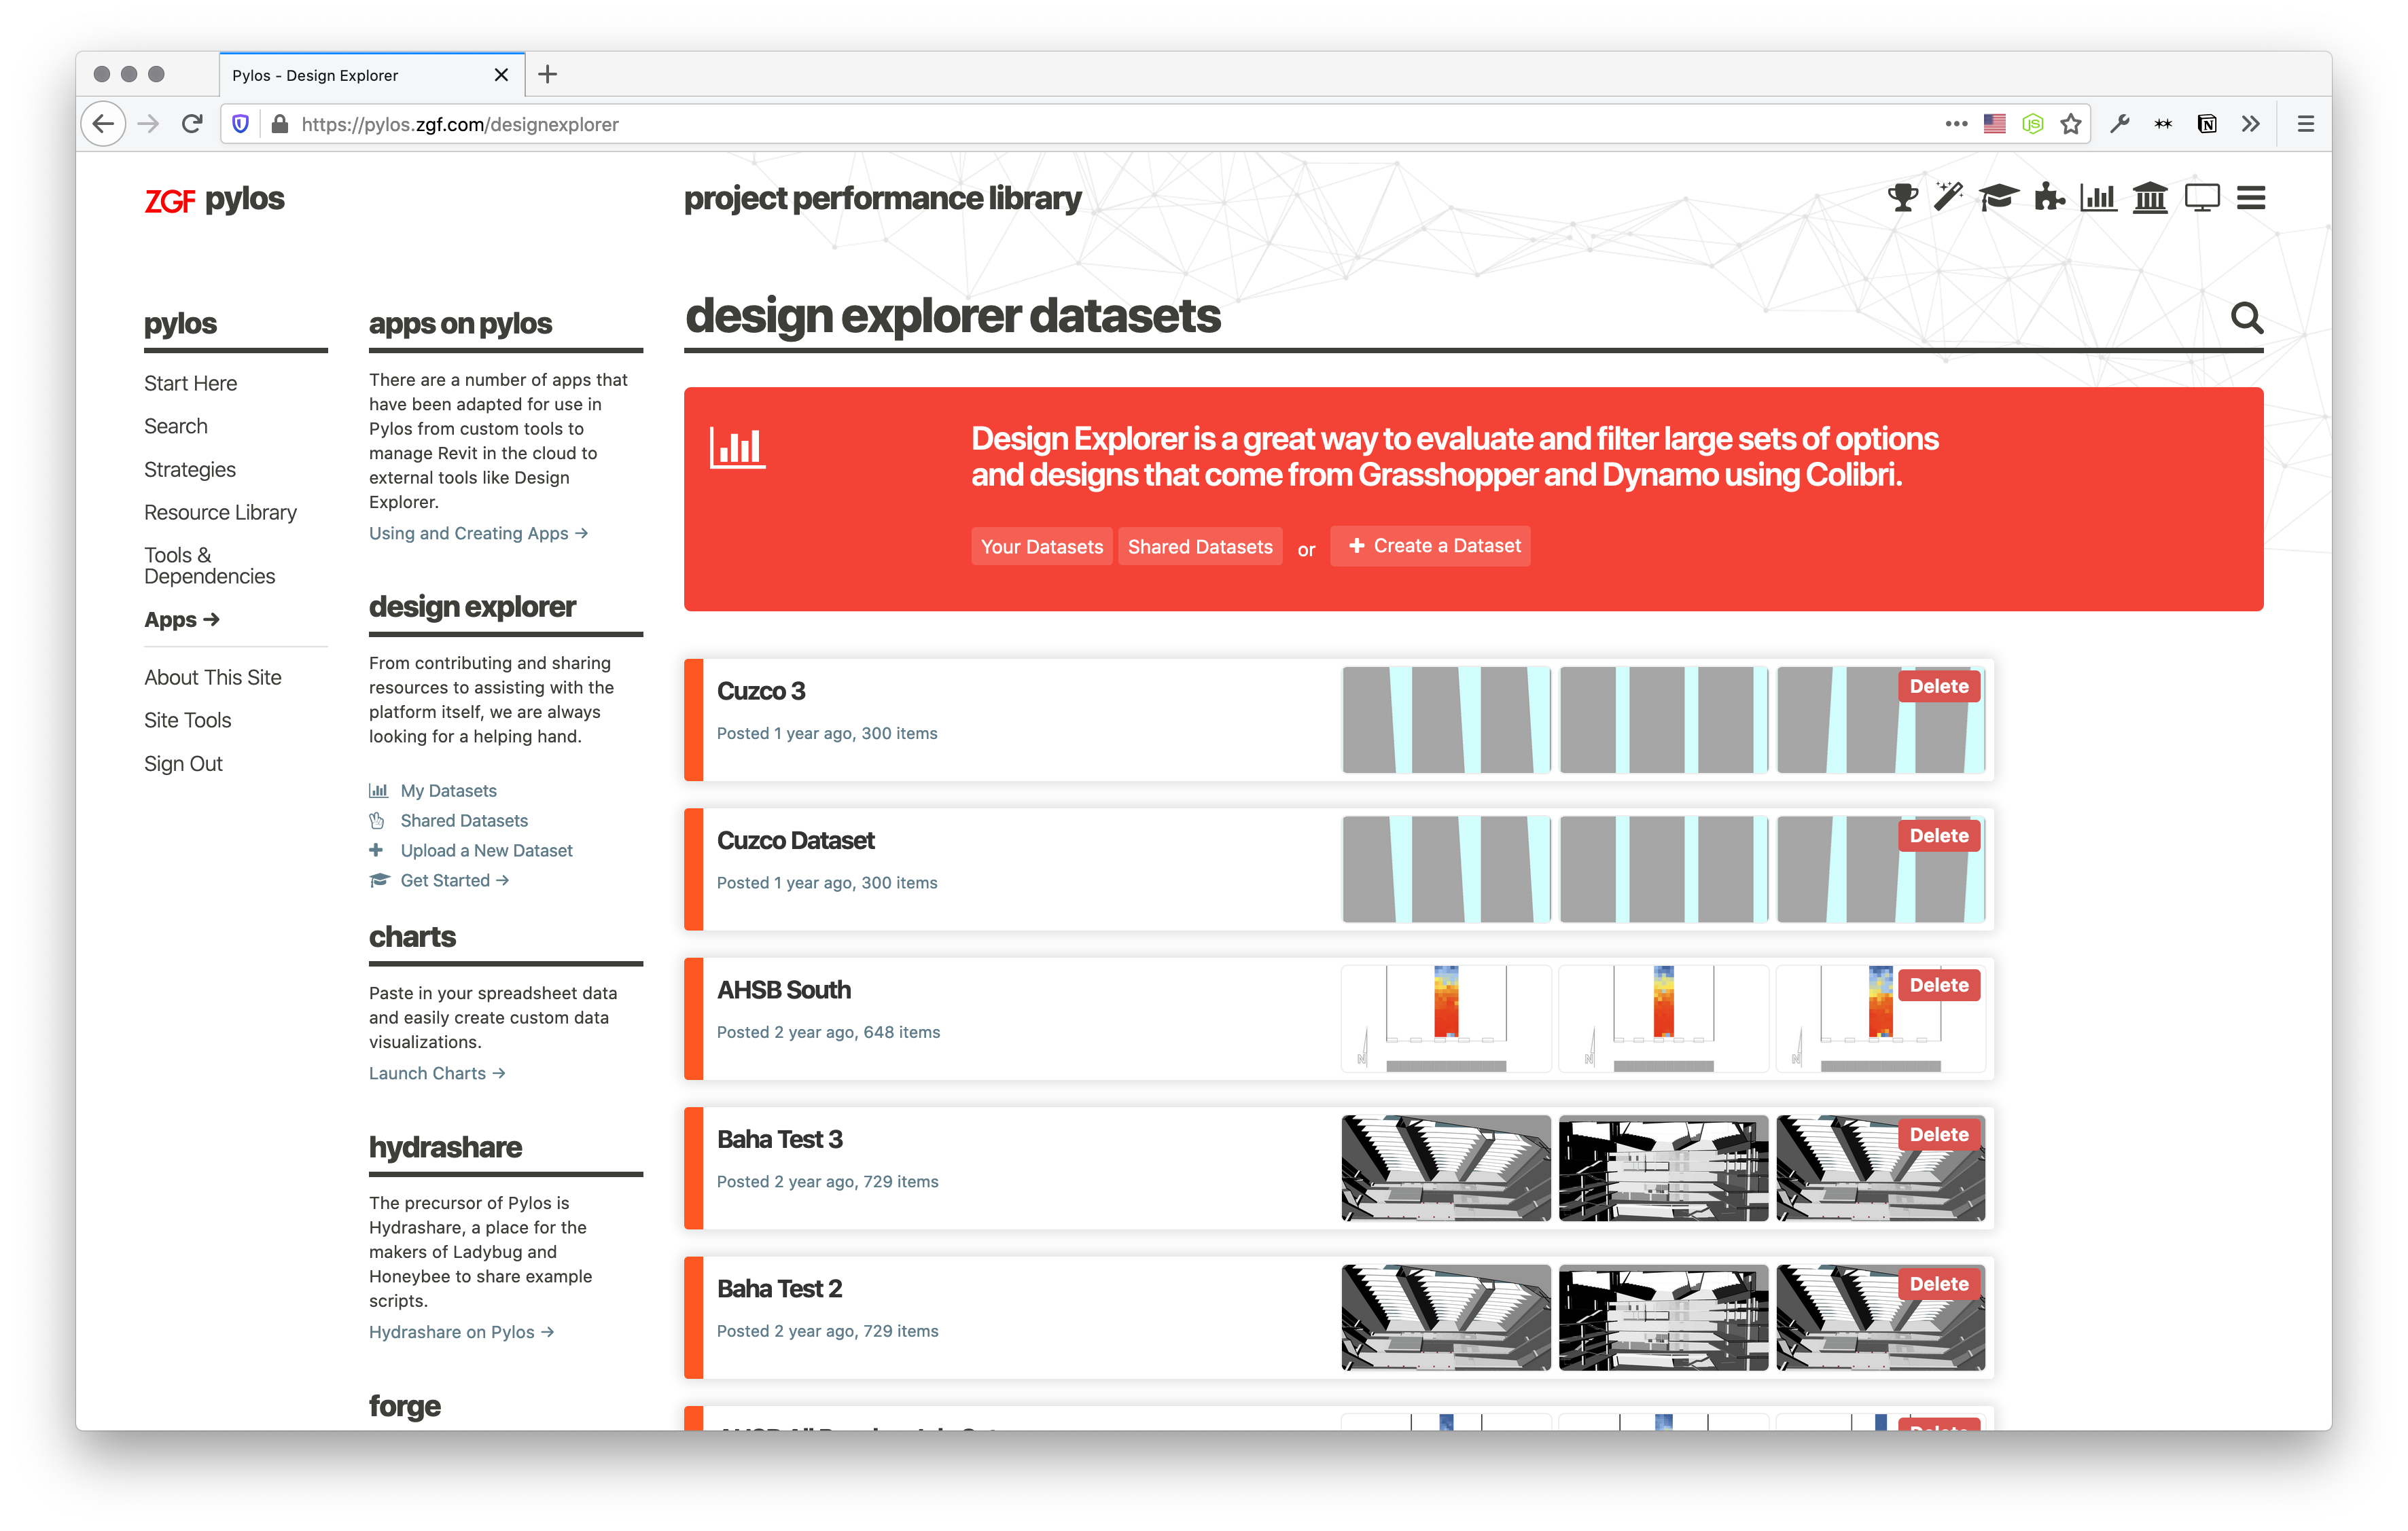 Pylos - Design Explorer
https://pylos.zgf.com/designexplorer
ZGF pylos
project performance library
pylos
Start Here
Search
Strategies
Resource Library
Tools &
Dependencies
Apps →
About This Site
Site Tools
Sign Out
apps on pylos
There are a number of apps that
have been adapted for use in
Pylos from custom tools to
manage Revit in the cloud to
external tools like Design
Explorer.
Using and Creating Apps →
design explorer
From contributing and sharing
resources to assisting with the
platform itself, we are always
looking for a helping hand.
My Datasets
Shared Datasets
Upload a New Dataset
Get Started →
charts
Paste in your spreadsheet data
and easily create custom data
visualizations.
Launch Charts →
hydrashare
The precursor of Pylos is
Hydrashare, a place for the
makers of Ladybug and
Honeybee to share example
scripts.
Hydrashare on Pylos →
forge
design explorer datasets
Design Explorer is a great way to evaluate and filter large sets of options
and designs that come from Grasshopper and Dynamo using Colibri.
Your Datasets Shared Datasets or + Create a Dataset
Cuzco 3
Posted 1 year ago, 300 items
Delete
Cuzco Dataset
Posted 1 year ago, 300 items
Delete
AHSB South
Posted 2 year ago, 648 items
Delete
Baha Test 3
Posted 2 year ago, 729 items
Delete
Baha Test 2
Posted 2 year ago, 729 items
Delete
Delete